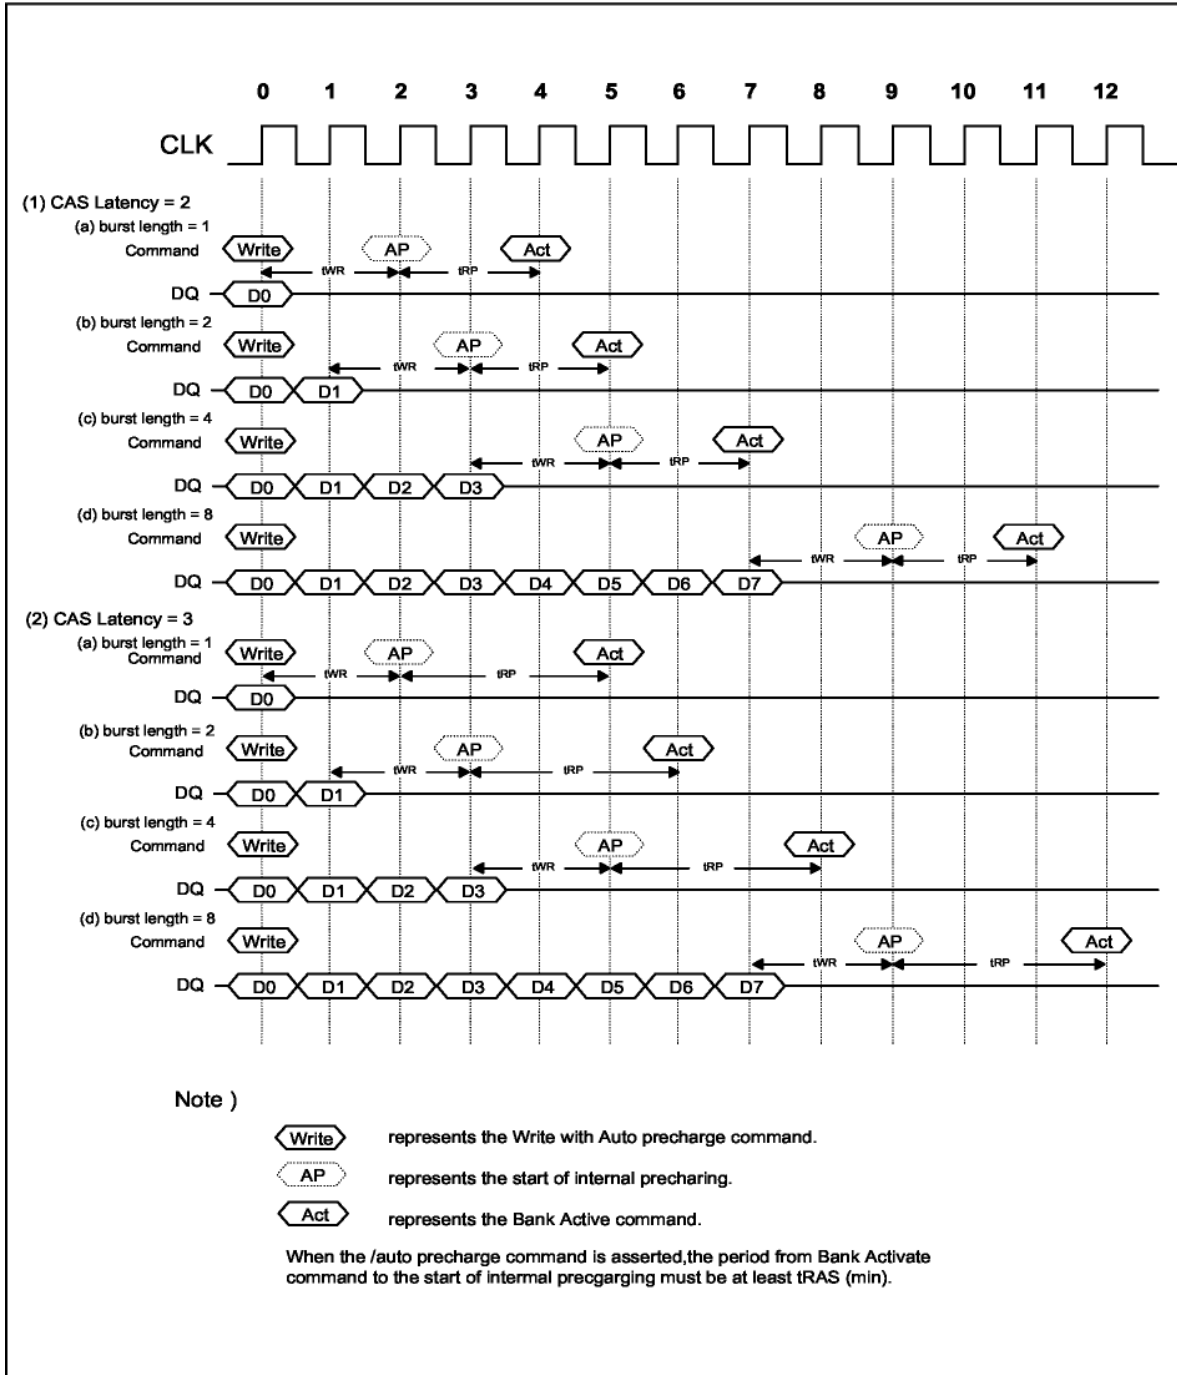 0 1 2 3 4 5 6 7 8 9 10 11 12
CLK
(1) CAS Latency = 2
(a) burst length = 1
Command Write AP Act
tWR tRP
DQ D0
(b) burst length = 2
Command Write AP Act
tWR tRP
DQ D0 D1
(c) burst length = 4
Command Write AP Act
tWR tRP
DQ D0 D1 D2 D3
(d) burst length = 8
Command Write AP Act
tWR tRP
DQ D0 D1 D2 D3 D4 D5 D6 D7
(2) CAS Latency = 3
(a) burst length = 1
Command Write AP Act
tWR tRP
DQ D0
(b) burst length = 2
Command Write AP Act
tWR tRP
DQ D0 D1
(c) burst length = 4
Command Write AP Act
tWR tRP
DQ D0 D1 D2 D3
(d) burst length = 8
Command Write AP Act
tWR tRP
DQ D0 D1 D2 D3 D4 D5 D6 D7
Note )
Write represents the Write with Auto precharge command.
AP represents the start of internal precharing.
Act represents the Bank Active command.
When the /auto precharge command is asserted,the period from Bank Activate
command to the start of internal precgarging must be at least tRAS (min).